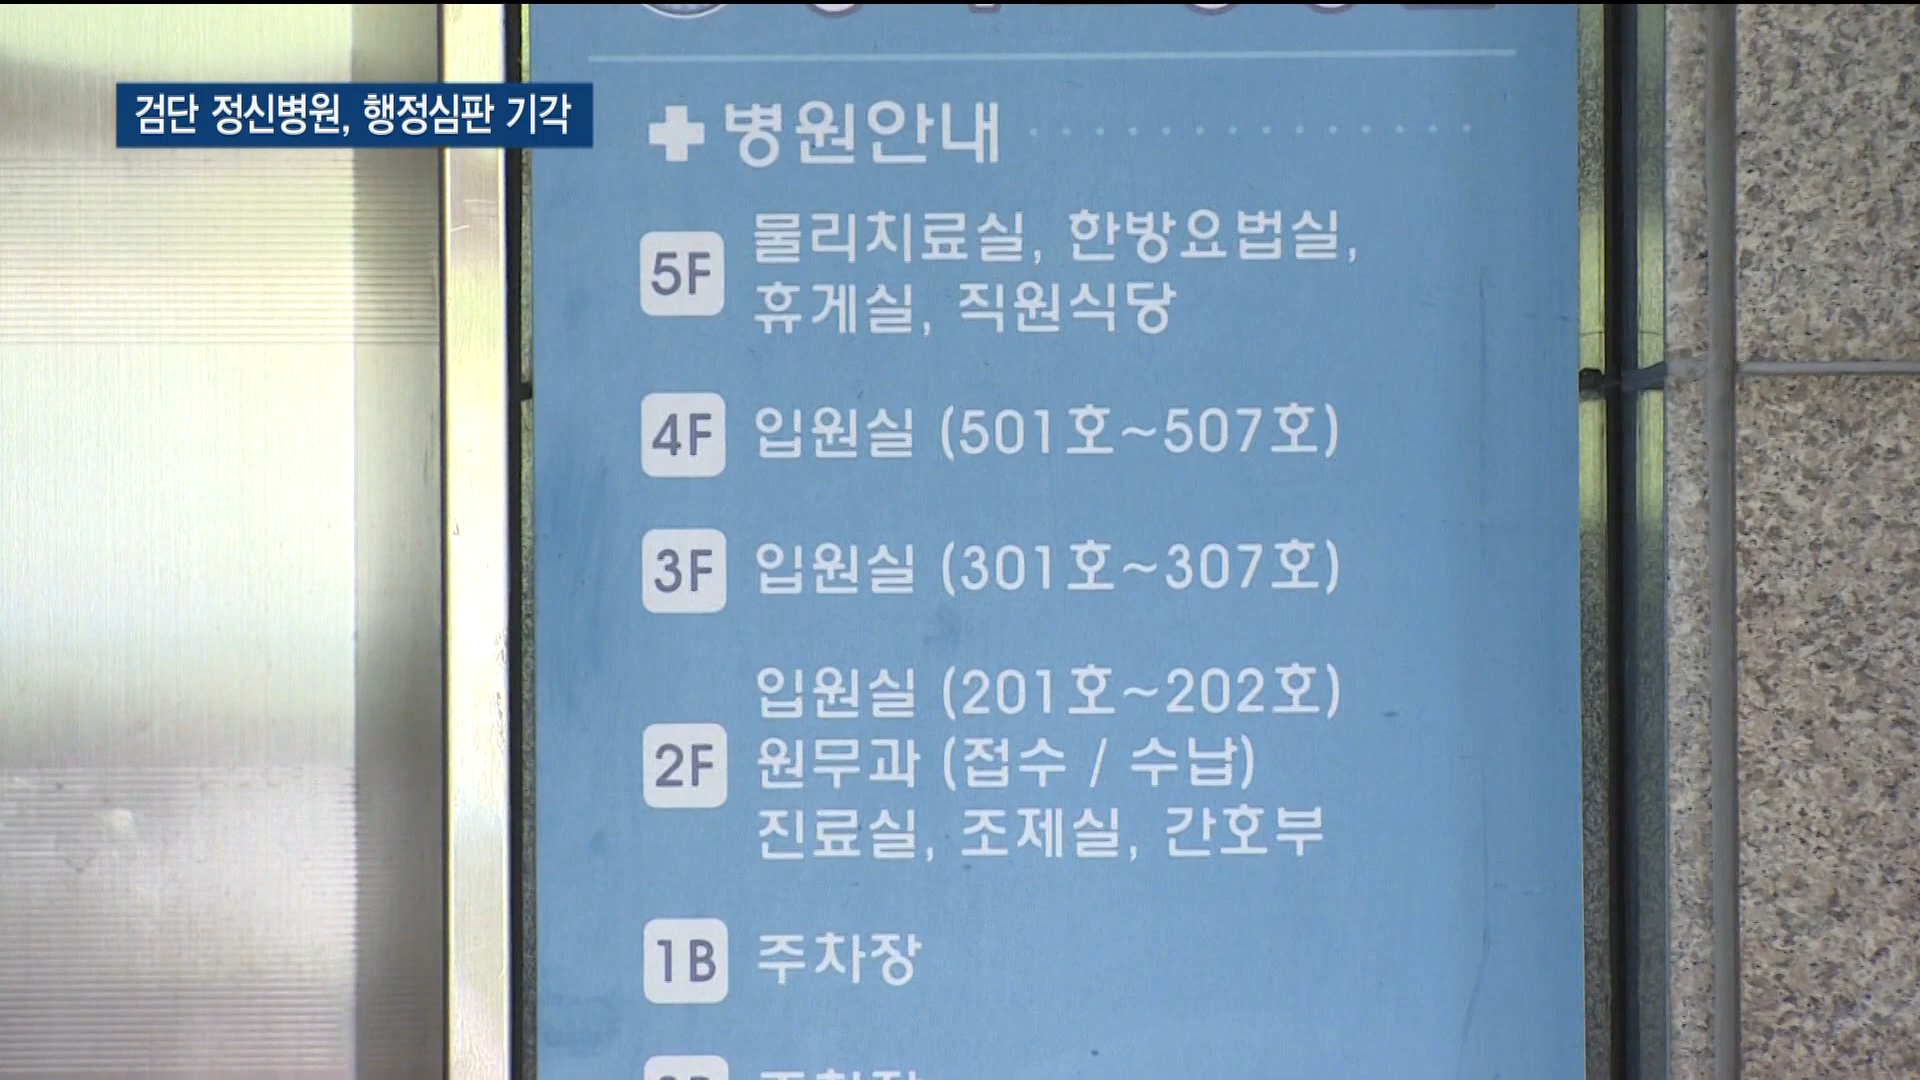 검단 정신병원, 행정심판 기각
병원안내
5F 물리치료실, 한방요법실,
휴게실, 직원식당
4F 입원실 (501호~507호)
3F 입원실 (301호~307호)
입원실 (201호~202호)
2F 원무과 (접수 / 수납)
진료실, 조제실, 간호부
1B 주차장